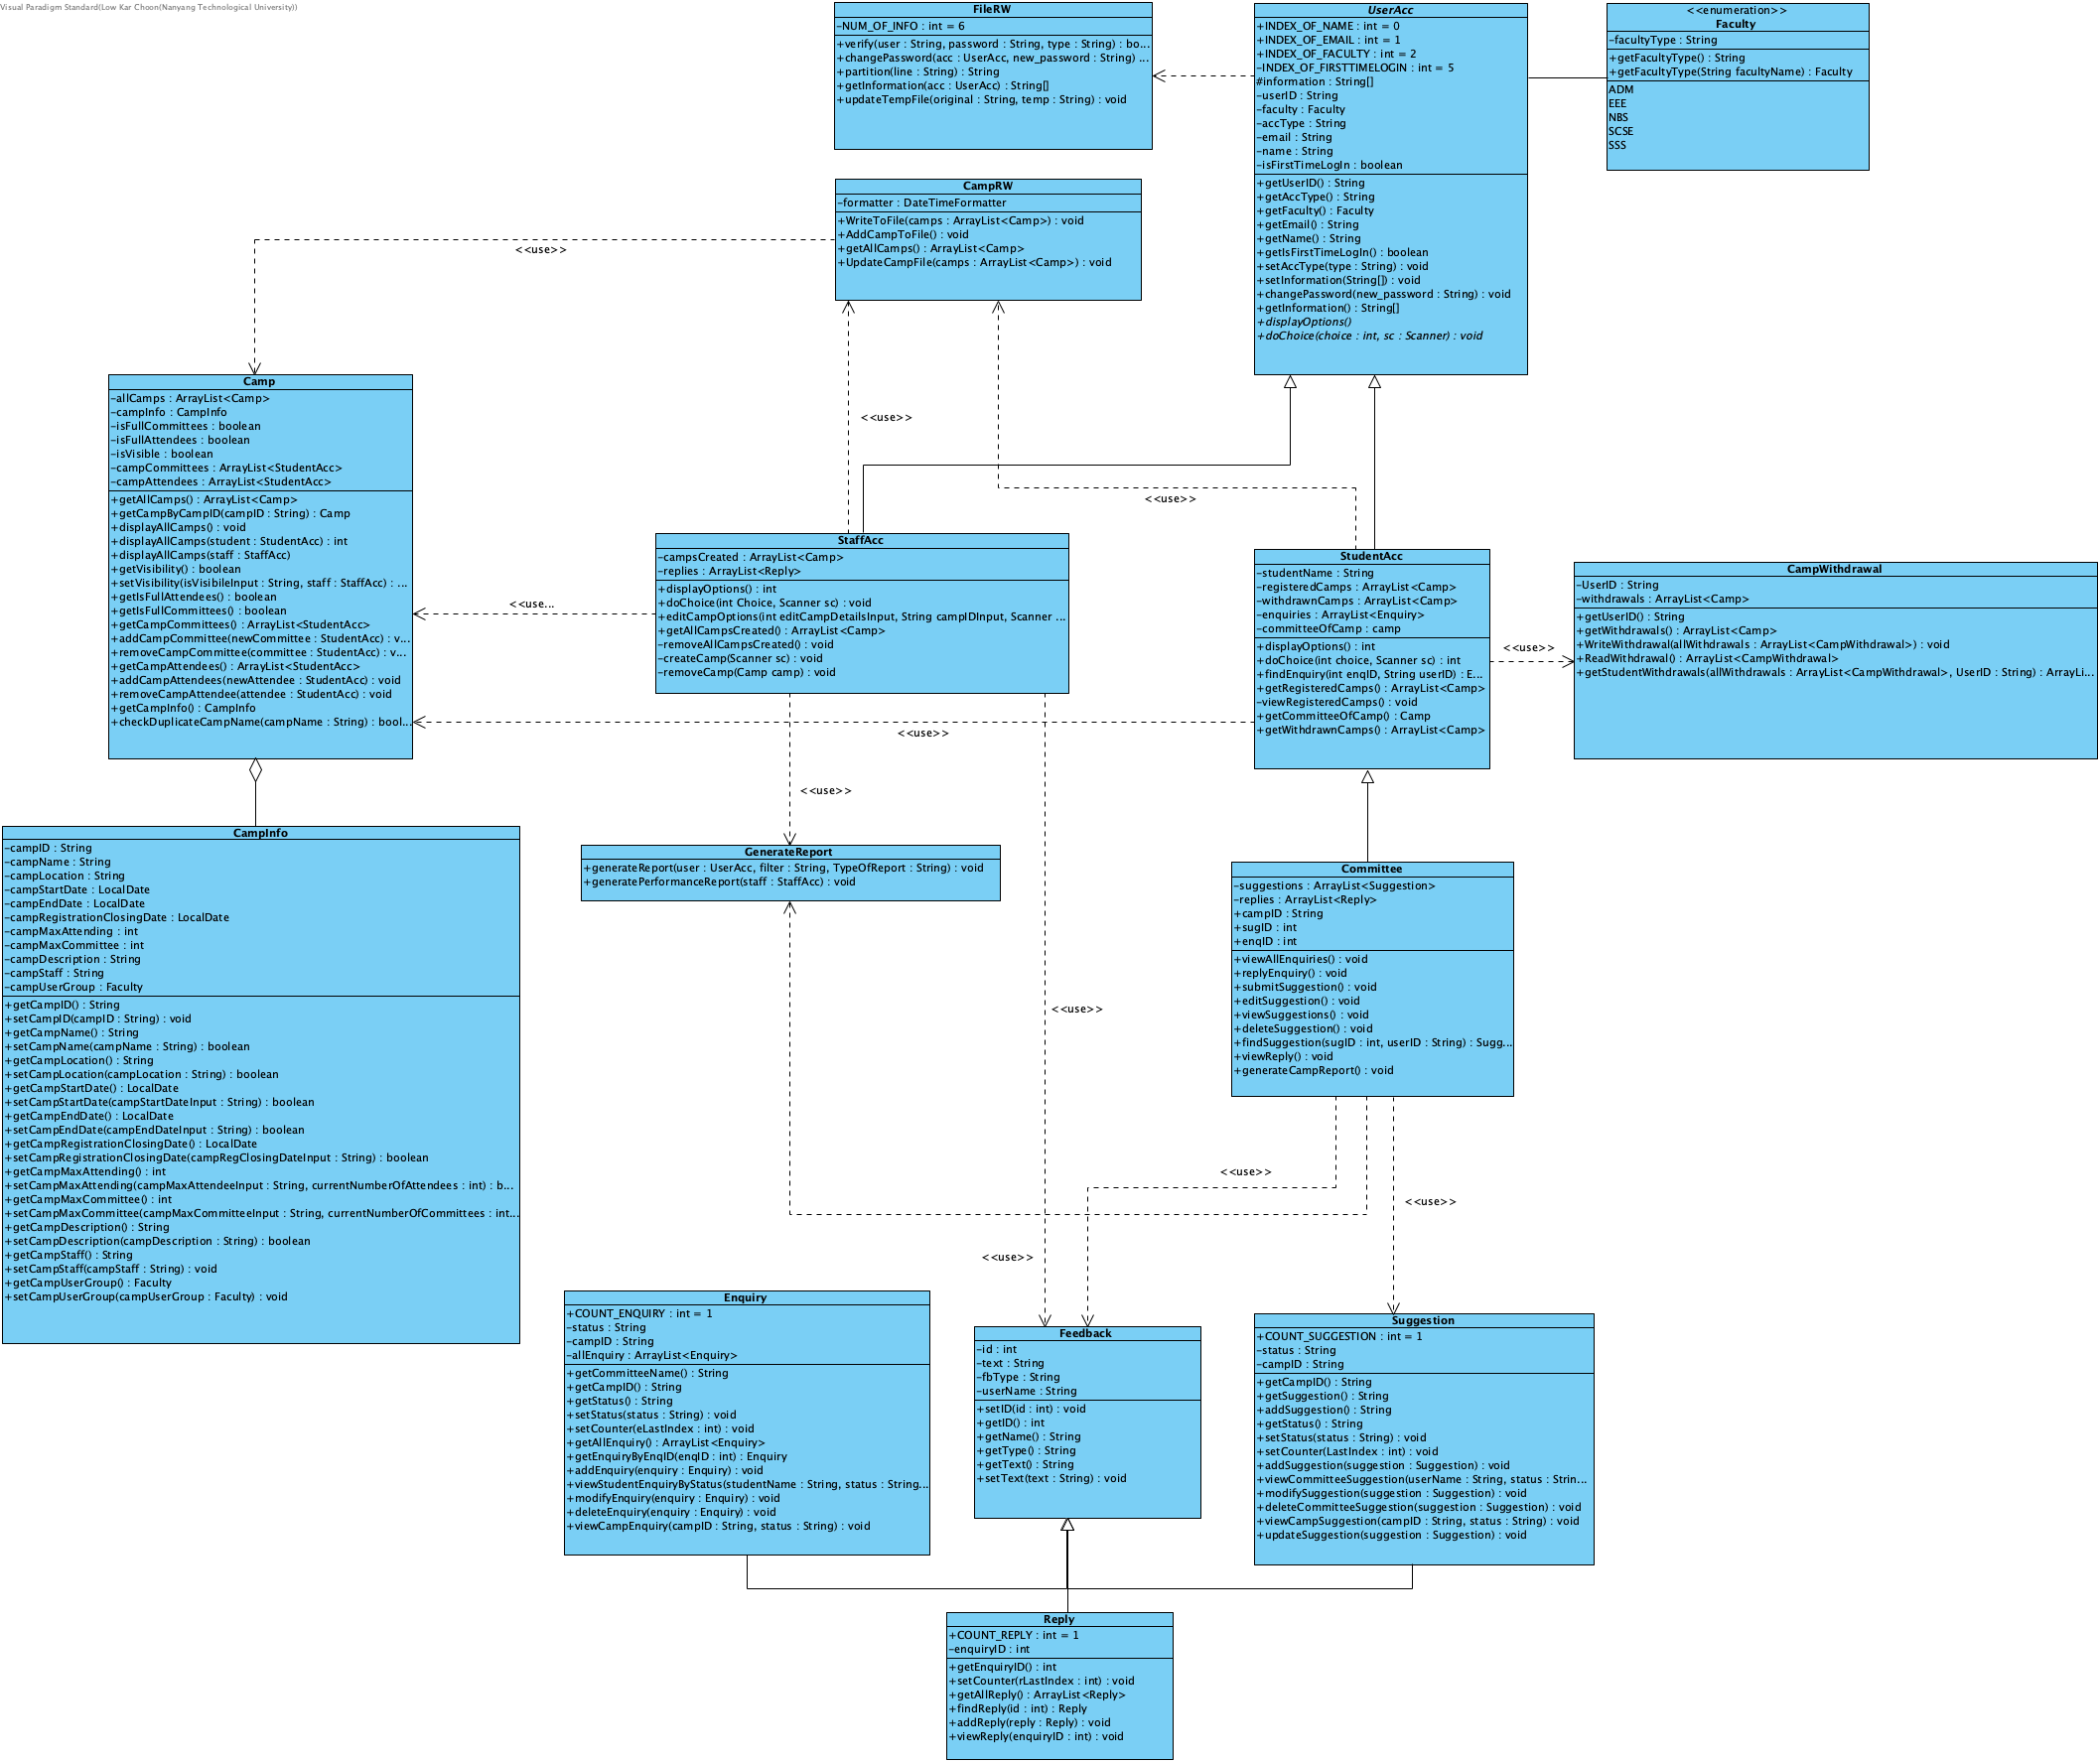 Visual Paradigm Standard(Low Kar Choon(Nanyang Technological University))
FileRW
-NUM_OF_INFO : int = 6
+verify(user : String, password : String, type : String) : bo...
+changePassword(acc : UserAcc, new_password : String) ...
+partition(line : String) : String
+getInformation(acc : UserAcc) : String[]
+updateTempFile(original : String, temp : String) : void
UserAcc
+INDEX_OF_NAME : int = 0
+INDEX_OF_EMAIL : int = 1
+INDEX_OF_FACULTY : int = 2
-INDEX_OF_FIRSTTIMELOGIN : int = 5
#information : String[]
-userID : String
-faculty : Faculty
-accType : String
-email : String
-name : String
-isFirstTimeLogIn : boolean
+getUserID() : String
+getAccType() : String
+getFaculty() : Faculty
+getEmail() : String
+getName() : String
+getIsFirstTimeLogIn() : boolean
+setAccType(type : String) : void
+setInformation(String[]) : void
+changePassword(new_password : String) : void
+getInformation() : String[]
+displayOptions()
+doChoice(choice : int, sc : Scanner) : void
<<enumeration>>
Faculty
-facultyType : String
+getFacultyType() : String
+getFacultyType(String facultyName) : Faculty
ADM
EEE
NBS
SCSE
SSS
CampRW
-formatter : DateTimeFormatter
+WriteToFile(camps : ArrayList<Camp>) : void
+AddCampToFile() : void
+getAllCamps() : ArrayList<Camp>
+UpdateCampFile(camps : ArrayList<Camp>) : void
<<use>>
<<use>>
<<use>>
Camp
-allCamps : ArrayList<Camp>
-campInfo : CampInfo
-isFullCommittees : boolean
-isFullAttendees : boolean
-isVisible : boolean
-campCommittees : ArrayList<StudentAcc>
-campAttendees : ArrayList<StudentAcc>
+getAllCamps() : ArrayList<Camp>
+getCampByCampID(campID : String) : Camp
+displayAllCamps() : void
+displayAllCamps(student : StudentAcc) : int
+displayAllCamps(staff : StaffAcc)
+getVisibility() : boolean
+setVisibility(isVisibileInput : String, staff : StaffAcc) : ...
+getIsFullAttendees() : boolean
+getIsFullCommittees() : boolean
+getCampCommittees() : ArrayList<StudentAcc>
+addCampCommittee(newCommittee : StudentAcc) : v...
+removeCampCommittee(committee : StudentAcc) : v...
+getCampAttendees() : ArrayList<StudentAcc>
+addCampAttendees(newAttendee : StudentAcc) : void
+removeCampAttendee(attendee : StudentAcc) : void
+getCampInfo() : CampInfo
+checkDuplicateCampName(campName : String) : bool...
<<use...
StaffAcc
-campsCreated : ArrayList<Camp>
-replies : ArrayList<Reply>
+displayOptions() : int
+doChoice(int Choice, Scanner sc) : void
+editCampOptions(int editCampDetailsInput, String campIDInput, Scanner ...
+getAllCampsCreated() : ArrayList<Camp>
-removeAllCampsCreated() : void
-createCamp(Scanner sc) : void
-removeCamp(Camp camp) : void
StudentAcc
-studentName : String
-registeredCamps : ArrayList<Camp>
-withdrawnCamps : ArrayList<Camp>
-enquiries : ArrayList<Enquiry>
-committeeOfCamp : camp
+displayOptions() : int
+doChoice(int choice, Scanner sc) : int
+findEnquiry(int enqID, String userID) : E...
+getRegisteredCamps() : ArrayList<Camp>
-viewRegisteredCamps() : void
+getCommitteeOfCamp() : Camp
+getWithdrawnCamps() : ArrayList<Camp>
<<use>>
CampWithdrawal
-UserID : String
-withdrawals : ArrayList<Camp>
+getUserID() : String
+getWithdrawals() : ArrayList<Camp>
+WriteWithdrawal(allWithdrawals : ArrayList<CampWithdrawal>) : void
+ReadWithdrawal() : ArrayList<CampWithdrawal>
+getStudentWithdrawals(allWithdrawals : ArrayList<CampWithdrawal>, UserID : String) : ArrayLi...
<<use>>
<<use>>
CampInfo
-campID : String
-campName : String
-campLocation : String
-campStartDate : LocalDate
-campEndDate : LocalDate
-campRegistrationClosingDate : LocalDate
-campMaxAttending : int
-campMaxCommittee : int
-campDescription : String
-campStaff : String
-campUserGroup : Faculty
+getCampID() : String
+setCampID(campID : String) : void
+getCampName() : String
+setCampName(campName : String) : boolean
+getCampLocation() : String
+setCampLocation(campLocation : String) : boolean
+getCampStartDate() : LocalDate
+setCampStartDate(campStartDateInput : String) : boolean
+getCampEndDate() : LocalDate
+setCampEndDate(campEndDateInput : String) : boolean
+getCampRegistrationClosingDate() : LocalDate
+setCampRegistrationClosingDate(campRegClosingDateInput : String) : boolean
+getCampMaxAttending() : int
+setCampMaxAttending(campMaxAttendeeInput : String, currentNumberOfAttendees : int) : b...
+getCampMaxCommittee() : int
+setCampMaxCommittee(campMaxCommitteeInput : String, currentNumberOfCommittees : int...
+getCampDescription() : String
+setCampDescription(campDescription : String) : boolean
+getCampStaff() : String
+setCampStaff(campStaff : String) : void
+getCampUserGroup() : Faculty
+setCampUserGroup(campUserGroup : Faculty) : void
GenerateReport
+generateReport(user : UserAcc, filter : String, TypeOfReport : String) : void
+generatePerformanceReport(staff : StaffAcc) : void
Committee
-suggestions : ArrayList<Suggestion>
-replies : ArrayList<Reply>
+campID : String
+sugID : int
+enqID : int
+viewAllEnquiries() : void
+replyEnquiry() : void
+submitSuggestion() : void
+editSuggestion() : void
+viewSuggestions() : void
+deleteSuggestion() : void
+findSuggestion(sugID : int, userID : String) : Sugg...
+viewReply() : void
+generateCampReport() : void
<<use>>
<<use>>
<<use>>
<<use>>
Enquiry
+COUNT_ENQUIRY : int = 1
-status : String
-campID : String
-allEnquiry : ArrayList<Enquiry>
+getCommitteeName() : String
+getCampID() : String
+getStatus() : String
+setStatus(status : String) : void
+setCounter(eLastIndex : int) : void
+getAllEnquiry() : ArrayList<Enquiry>
+getEnquiryByEnqID(enqID : int) : Enquiry
+addEnquiry(enquiry : Enquiry) : void
+viewStudentEnquiryByStatus(studentName : String, status : String...
+modifyEnquiry(enquiry : Enquiry) : void
+deleteEnquiry(enquiry : Enquiry) : void
+viewCampEnquiry(campID : String, status : String) : void
Feedback
-id : int
-text : String
-fbType : String
-userName : String
+setID(id : int) : void
+getID() : int
+getName() : String
+getType() : String
+getText() : String
+setText(text : String) : void
Suggestion
+COUNT_SUGGESTION : int = 1
-status : String
-campID : String
+getCampID() : String
+getSuggestion() : String
+addSuggestion() : String
+getStatus() : String
+setStatus(status : String) : void
+setCounter(LastIndex : int) : void
+addSuggestion(suggestion : Suggestion) : void
+viewCommitteeSuggestion(userName : String, status : Strin...
+modifySuggestion(suggestion : Suggestion) : void
+deleteCommitteeSuggestion(suggestion : Suggestion) : void
+viewCampSuggestion(campID : String, status : String) : void
+updateSuggestion(suggestion : Suggestion) : void
Reply
+COUNT_REPLY : int = 1
-enquiryID : int
+getEnquiryID() : int
+setCounter(rLastIndex : int) : void
+getAllReply() : ArrayList<Reply>
+findReply(id : int) : Reply
+addReply(reply : Reply) : void
+viewReply(enquiryID : int) : void